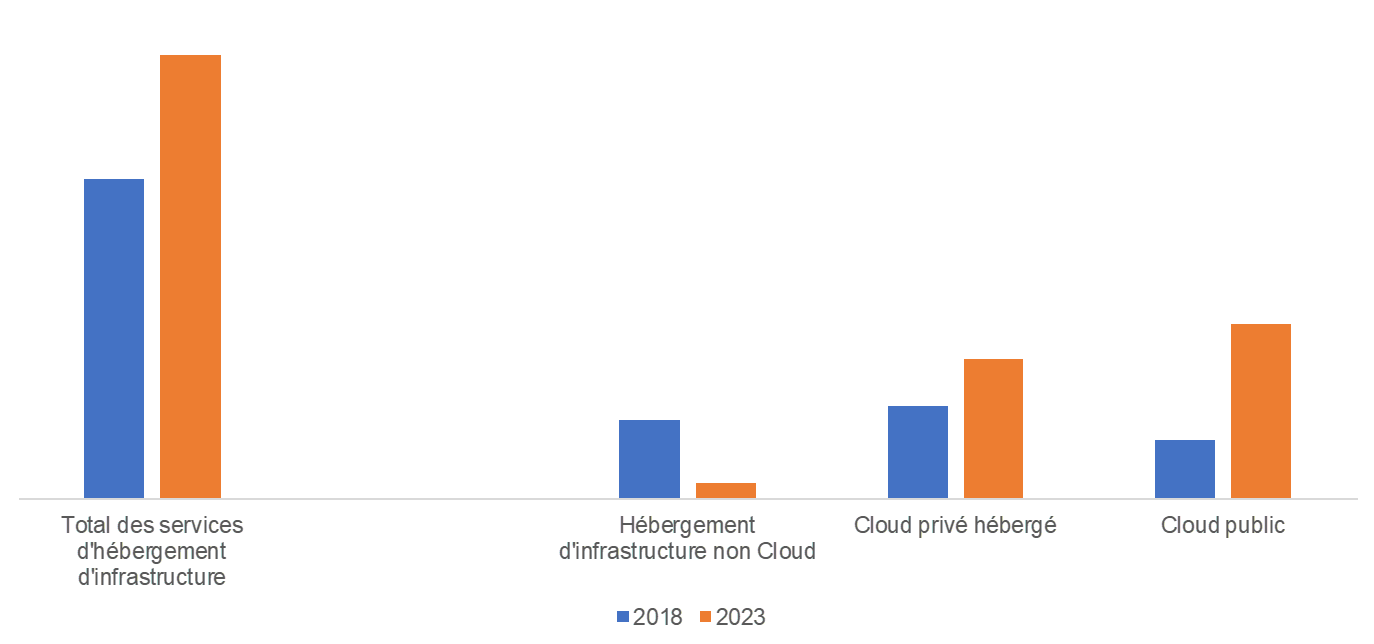 Total des services
d'hébergement
d'infrastructure
Hébergement
d'infrastructure non Cloud
Cloud privé hébergé
Cloud public
2018 2023